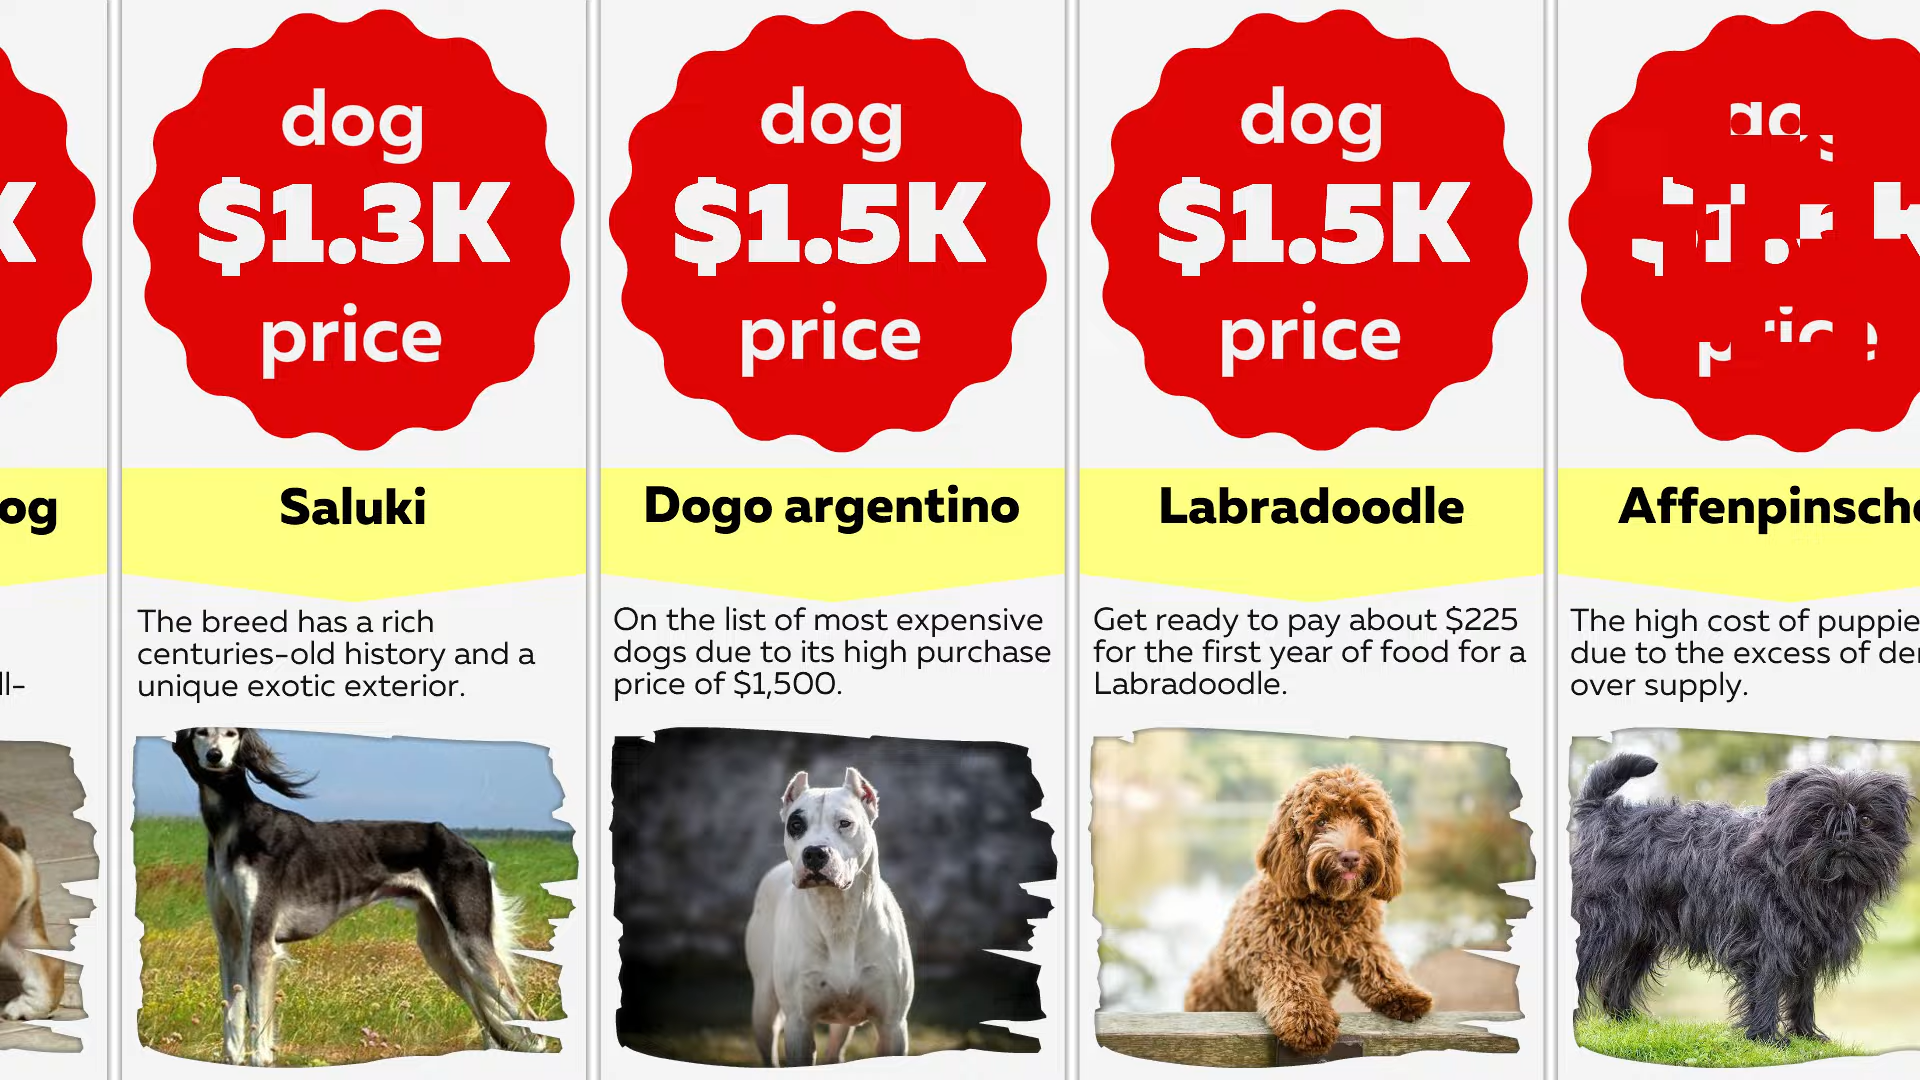 K
og
ll-
dog
$1.3K
price
Saluki
The breed has a rich
centuries-old history and a
unique exotic exterior.
dog
$1.5K
price
Dogo argentino
On the list of most expensive
dogs due to its high purchase
price of $1,500.
dog
$1.5K
price
Labradoodle
Get ready to pay about $225
for the first year of food for a
Labradoodle.
Affenpinsche
The high cost of puppie
due to the excess of de
over supply.